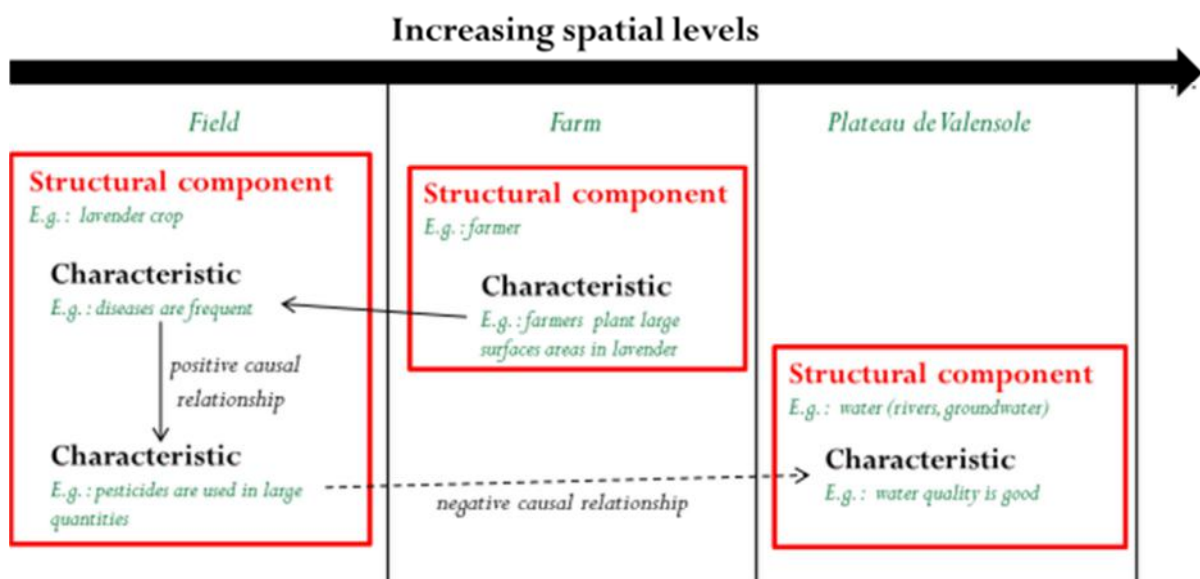 Increasing spatial levels
Field
Structural component
E.g. : lavender crop
Characteristic
E.g. : diseases are frequent
positive causal
relationship
Characteristic
E.g. : pesticides are used in large
quantities
Farm
Structural component
E.g. : farmer
Characteristic
E.g. : farmers plant large
surfaces areas in lavender
negative causal relationship
Plateau de Valensole
Structural component
E.g. : water (rivers, groundwater)
Characteristic
E.g. : water quality is good